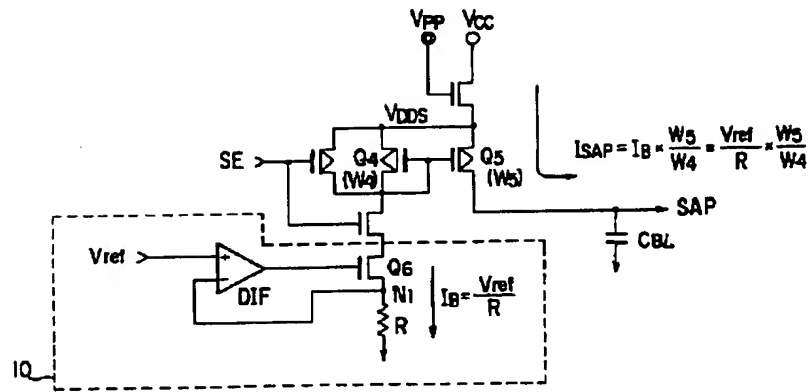 VPP VCC
VDDS
SE
Q4
(W4)
Q5
(W5)
ISAP = IB × W5/W4 = Vref/R × W5/W4
SAP
CBL
Vref
+
−
DIF
Q6
N1
R
IB = Vref/R
10